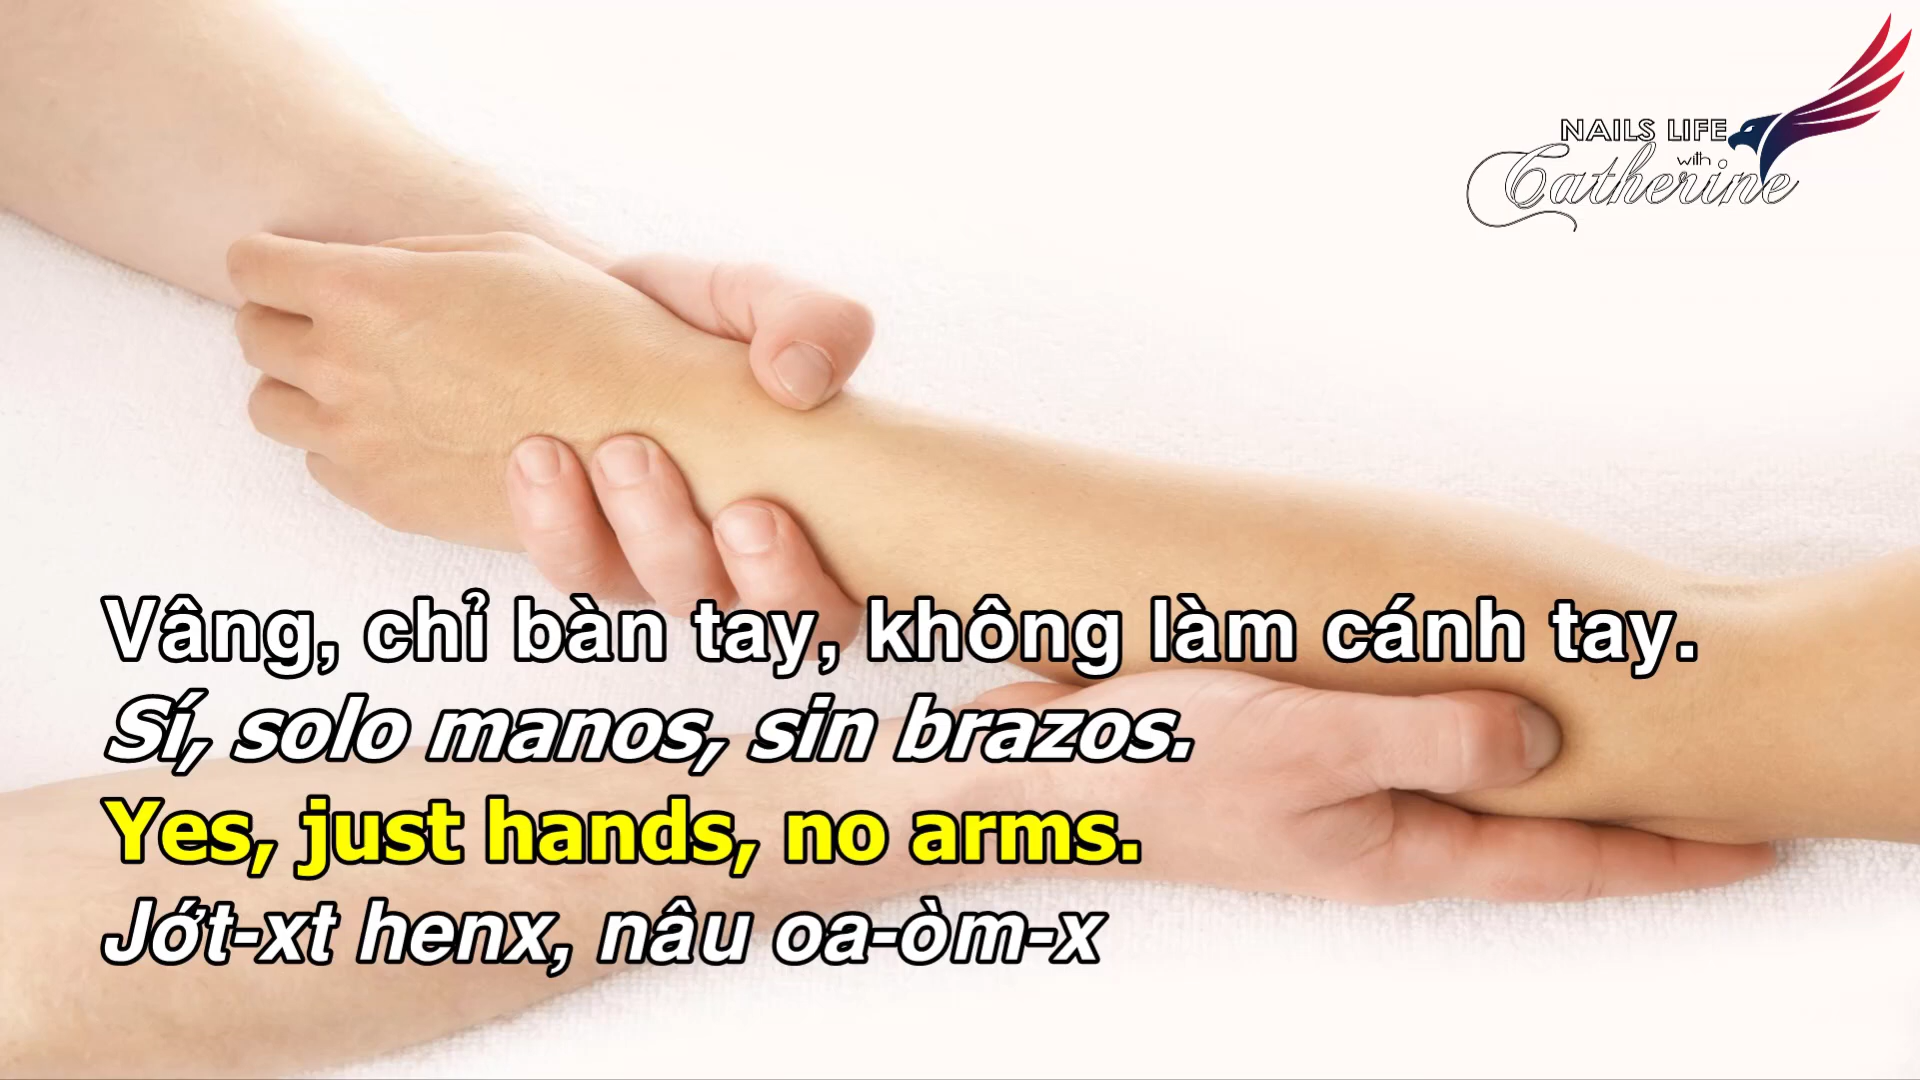 NAILS LIFE
with
Catherine
Vâng, chỉ bàn tay, không làm cánh tay.
Sí, solo manos, sin brazos.
Yes, just hands, no arms.
Jớt-xt henx, nâu oa-òm-x